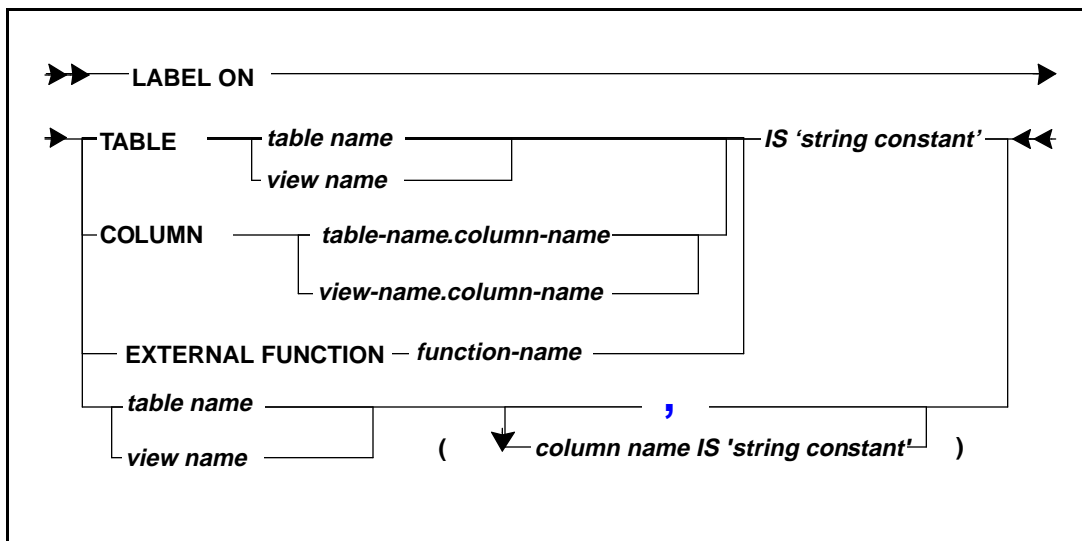 LABEL ON
TABLE table name IS ‘string constant’
view name
COLUMN table-name.column-name
view-name.column-name
EXTERNAL FUNCTION function-name
table name ,
view name ( column name IS 'string constant' )